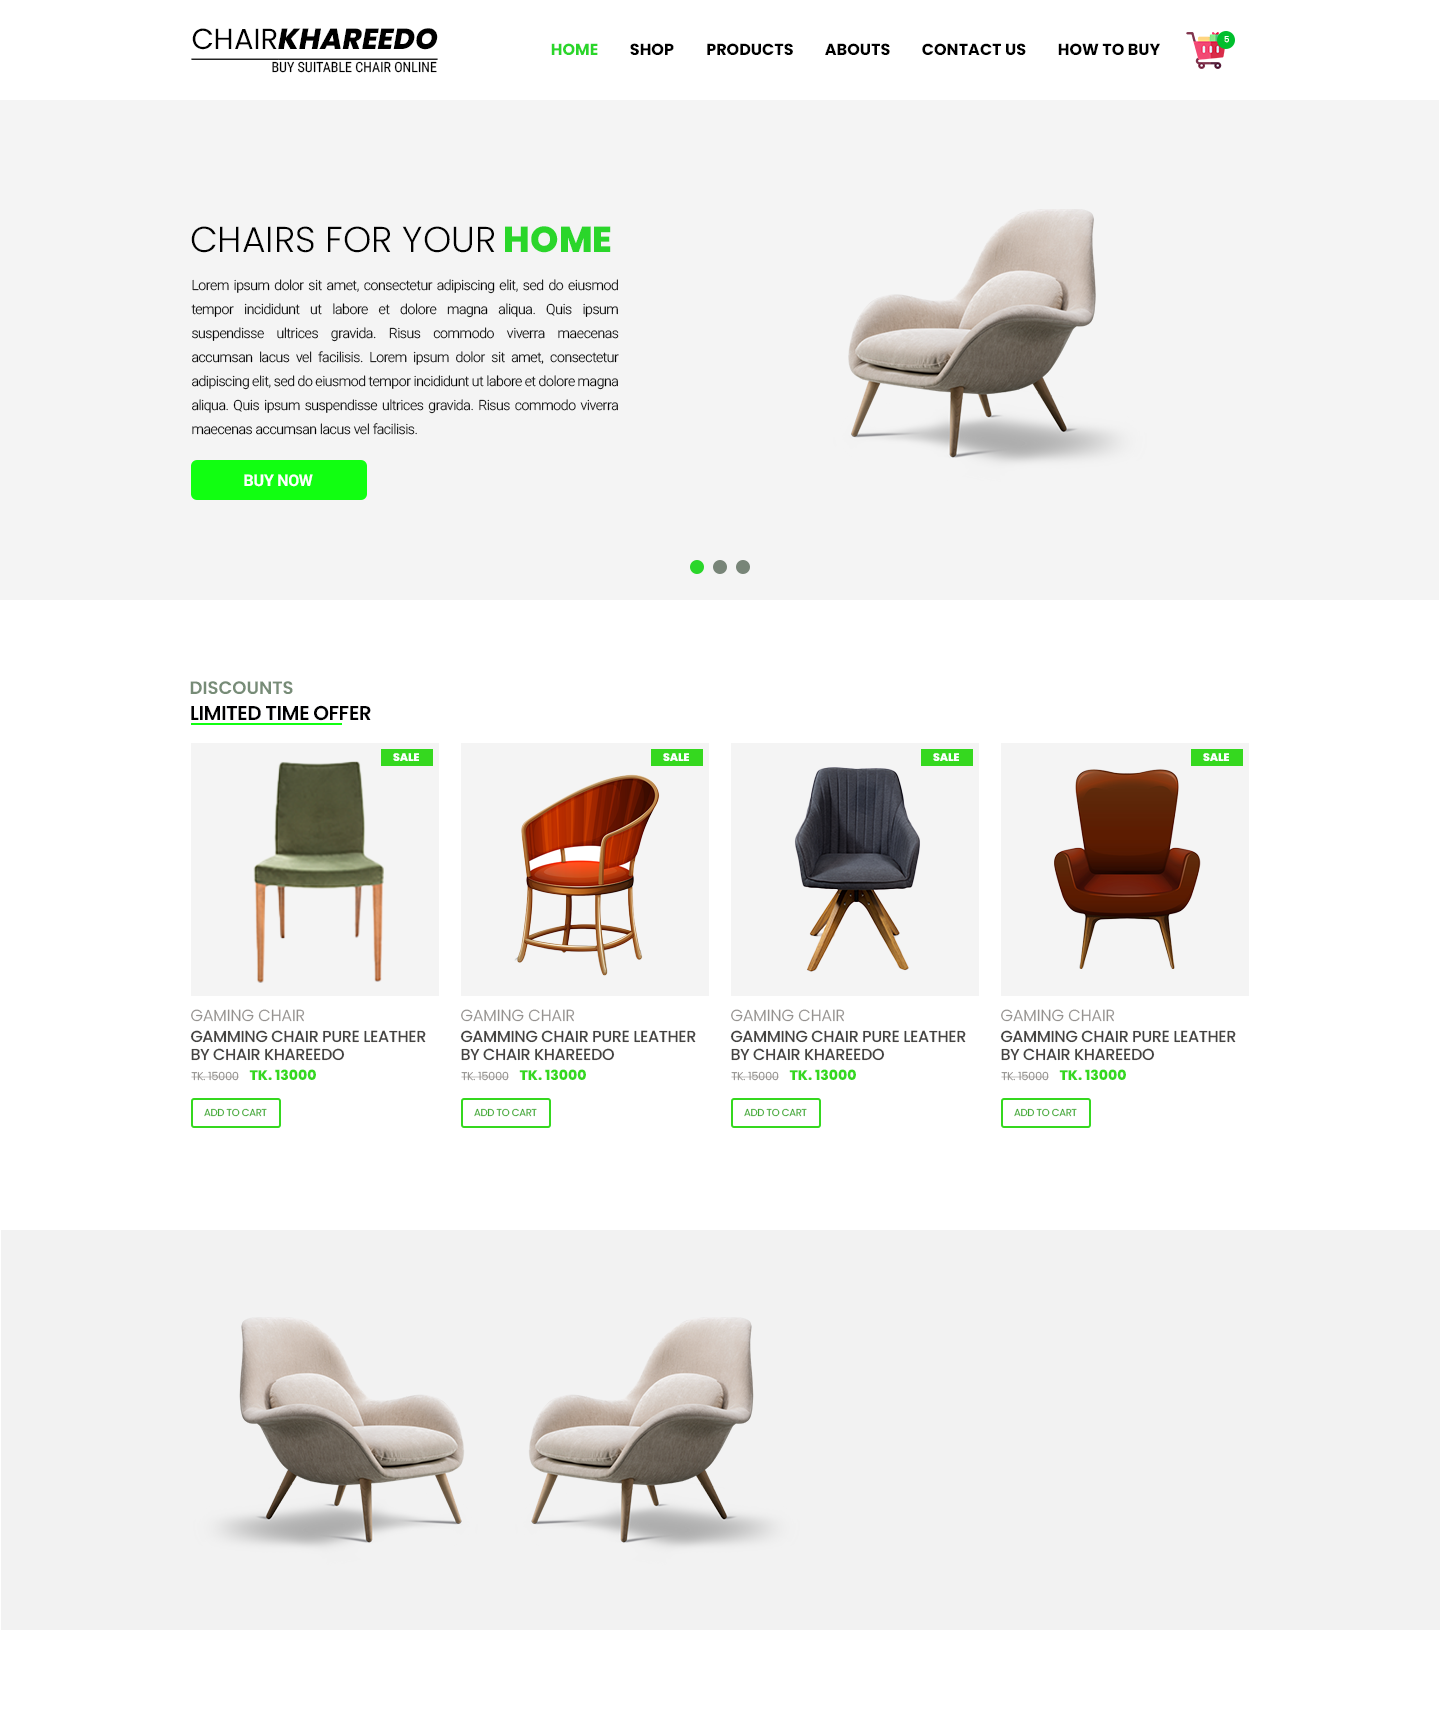 CHAIRKHAREEDO
BUY SUITABLE CHAIR ONLINE
HOME SHOP PRODUCTS ABOUTS CONTACT US HOW TO BUY
5
CHAIRS FOR YOUR HOME
Lorem ipsum dolor sit amet, consectetur adipiscing elit, sed do eiusmod
tempor incididunt ut labore et dolore magna aliqua. Quis ipsum
suspendisse ultrices gravida. Risus commodo viverra maecenas
accumsan lacus vel facilisis. Lorem ipsum dolor sit amet, consectetur
adipiscing elit, sed do eiusmod tempor incididunt ut labore et dolore magna
aliqua. Quis ipsum suspendisse ultrices gravida. Risus commodo viverra
maecenas accumsan lacus vel facilisis.
BUY NOW
DISCOUNTS
LIMITED TIME OFFER
SALE
GAMING CHAIR
GAMMING CHAIR PURE LEATHER
BY CHAIR KHAREEDO
TK. 15000 TK. 13000
ADD TO CART
SALE
GAMING CHAIR
GAMMING CHAIR PURE LEATHER
BY CHAIR KHAREEDO
TK. 15000 TK. 13000
ADD TO CART
SALE
GAMING CHAIR
GAMMING CHAIR PURE LEATHER
BY CHAIR KHAREEDO
TK. 15000 TK. 13000
ADD TO CART
SALE
GAMING CHAIR
GAMMING CHAIR PURE LEATHER
BY CHAIR KHAREEDO
TK. 15000 TK. 13000
ADD TO CART